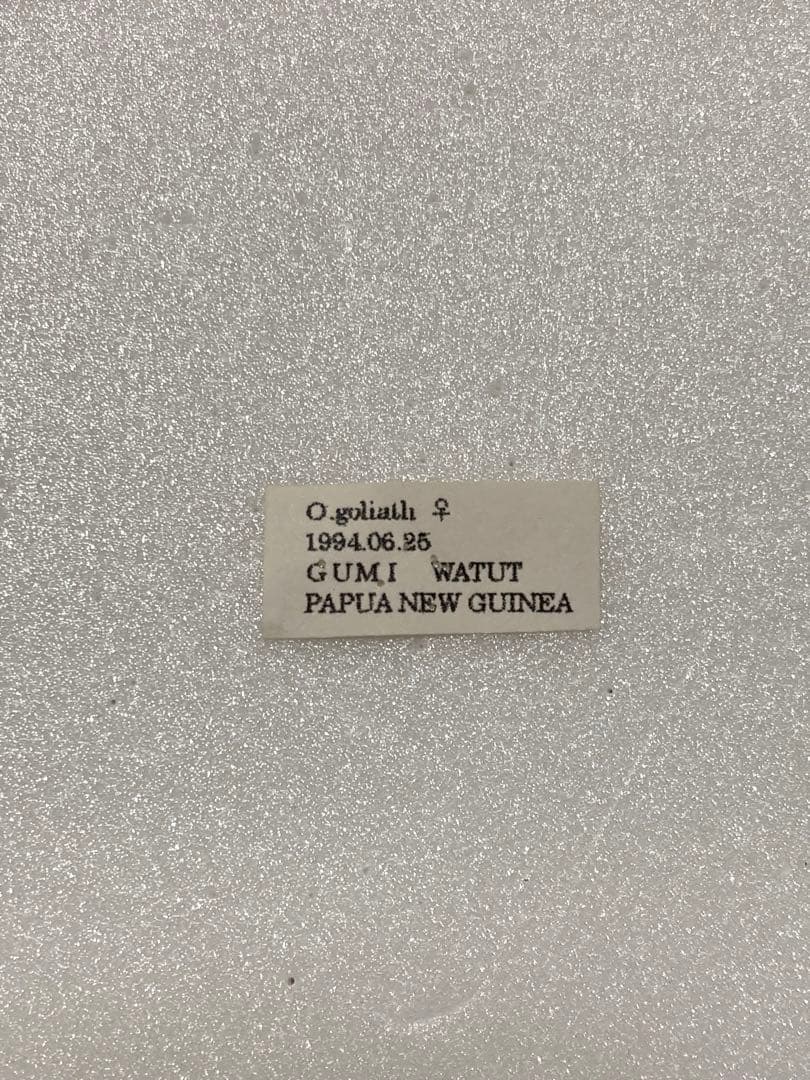 O.goliath ♀
1994.06.25
GUMI WATUT
PAPUA NEW GUINEA